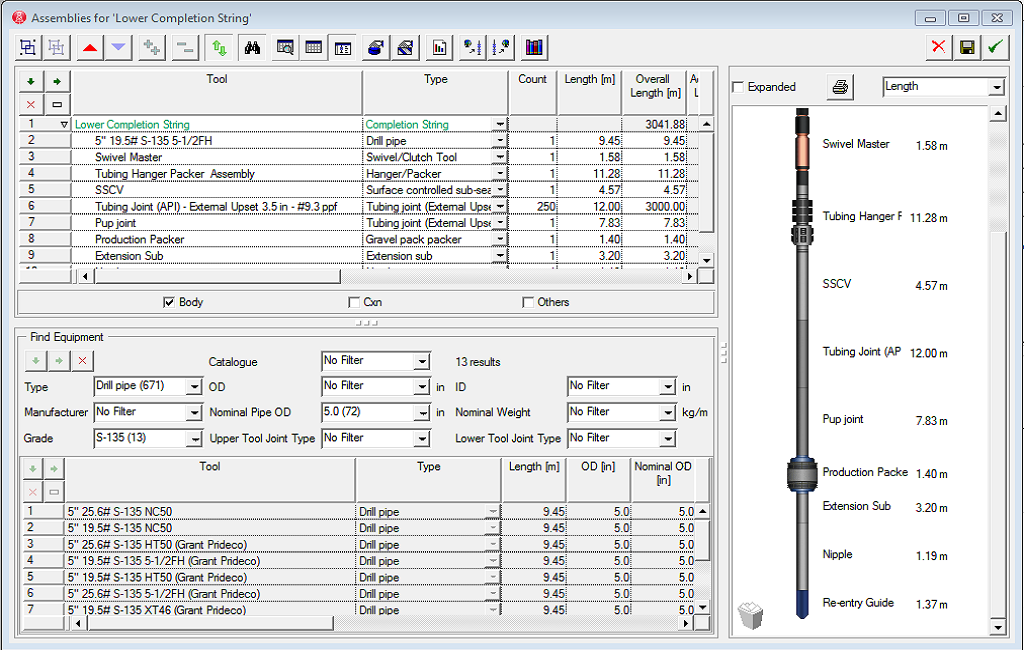 Assemblies for 'Lower Completion String'
Tool Type Count Length [m] Overall Length [m]
1 Lower Completion String Completion String 3041.88
2 5" 19.5# S-135 5-1/2FH Drill pipe 1 9.45 9.45
3 Swivel Master Swivel/Clutch Tool 1 1.58 1.58
4 Tubing Hanger Packer Assembly Hanger/Packer 1 11.28 11.28
5 SSCV Surface controlled sub-sea 1 4.57 4.57
6 Tubing Joint (API) - External Upset 3.5 in - #9.3 ppf Tubing joint (External Upse 250 12.00 3000.00
7 Pup joint Tubing joint (External Upse 1 7.83 7.83
8 Production Packer Gravel pack packer 1 1.40 1.40
9 Extension Sub Extension sub 1 3.20 3.20
Body Cxn Others
Find Equipment
Catalogue No Filter 13 results
Type Drill pipe (671) OD No Filter in ID No Filter in
Manufacturer No Filter Nominal Pipe OD 5.0 (72) in Nominal Weight No Filter kg/m
Grade S-135 (13) Upper Tool Joint Type No Filter Lower Tool Joint Type No Filter
Tool Type Length [m] OD [in] Nominal OD [in]
1 5" 25.6# S-135 NC50 Drill pipe 9.45 5.0 5.0
2 5" 19.5# S-135 NC50 Drill pipe 9.45 5.0 5.0
3 5" 25.6# S-135 HT50 (Grant Prideco) Drill pipe 9.45 5.0 5.0
4 5" 19.5# S-135 5-1/2FH (Grant Prideco) Drill pipe 9.45 5.0 5.0
5 5" 19.5# S-135 HT50 (Grant Prideco) Drill pipe 9.45 5.0 5.0
6 5" 25.6# S-135 5-1/2FH (Grant Prideco) Drill pipe 9.45 5.0 5.0
7 5" 19.5# S-135 XT46 (Grant Prideco) Drill pipe 9.45 5.0 5.0
Expanded Length
Swivel Master 1.58 m
Tubing Hanger F 11.28 m
SSCV 4.57 m
Tubing Joint (AP 12.00 m
Pup joint 7.83 m
Production Packe 1.40 m
Extension Sub 3.20 m
Nipple 1.19 m
Re-entry Guide 1.37 m